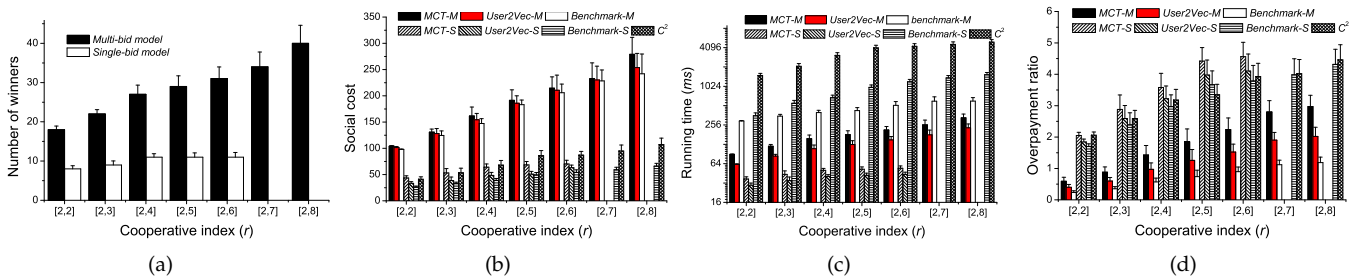 Number of winners
40
30
20
10
0
Multi-bid model
Single-bid model
[2,2] [2,3] [2,4] [2,5] [2,6] [2,7] [2,8]
Cooperative index (r)
(a)
Social cost
350
300
250
200
150
100
50
0
MCT-M User2Vec-M Benchmark-M
MCT-S User2Vec-S Benchmark-S C²
[2,2] [2,3] [2,4] [2,5] [2,6] [2,7] [2,8]
Cooperative index (r)
(b)
Running time (ms)
4096
1024
256
64
16
MCT-M User2Vec-M Benchmark-M
MCT-S User2Vec-S Benchmark-S C²
[2,2] [2,3] [2,4] [2,5] [2,6] [2,7] [2,8]
Cooperative index (r)
(c)
Overpayment ratio
6
5
4
3
2
1
0
MCT-M User2Vec-M Benchmark-M
MCT-S User2Vec-S Benchmark-S C²
[2,2] [2,3] [2,4] [2,5] [2,6] [2,7] [2,8]
Cooperative index (r)
(d)